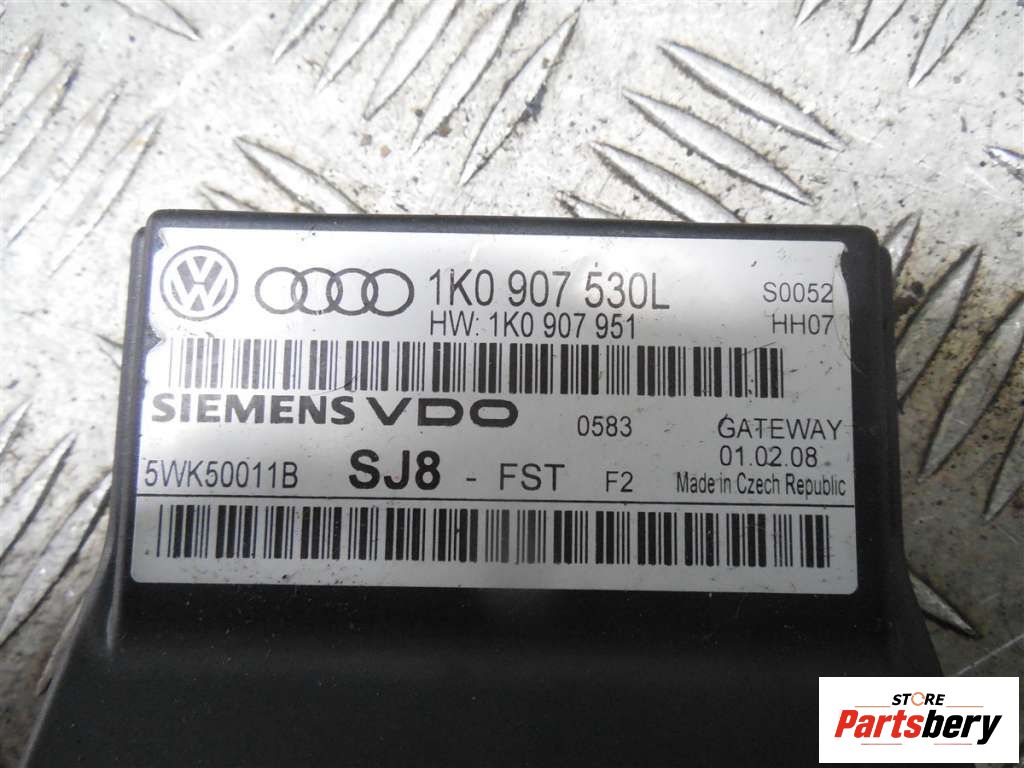 VW 1K0 907 530L S0052
HW: 1K0 907 951 HH07
SIEMENS VDO 0583 GATEWAY
01.02.08
5WK50011B SJ8 - FST F2 Made in Czech Republic
STORE
Partsbery